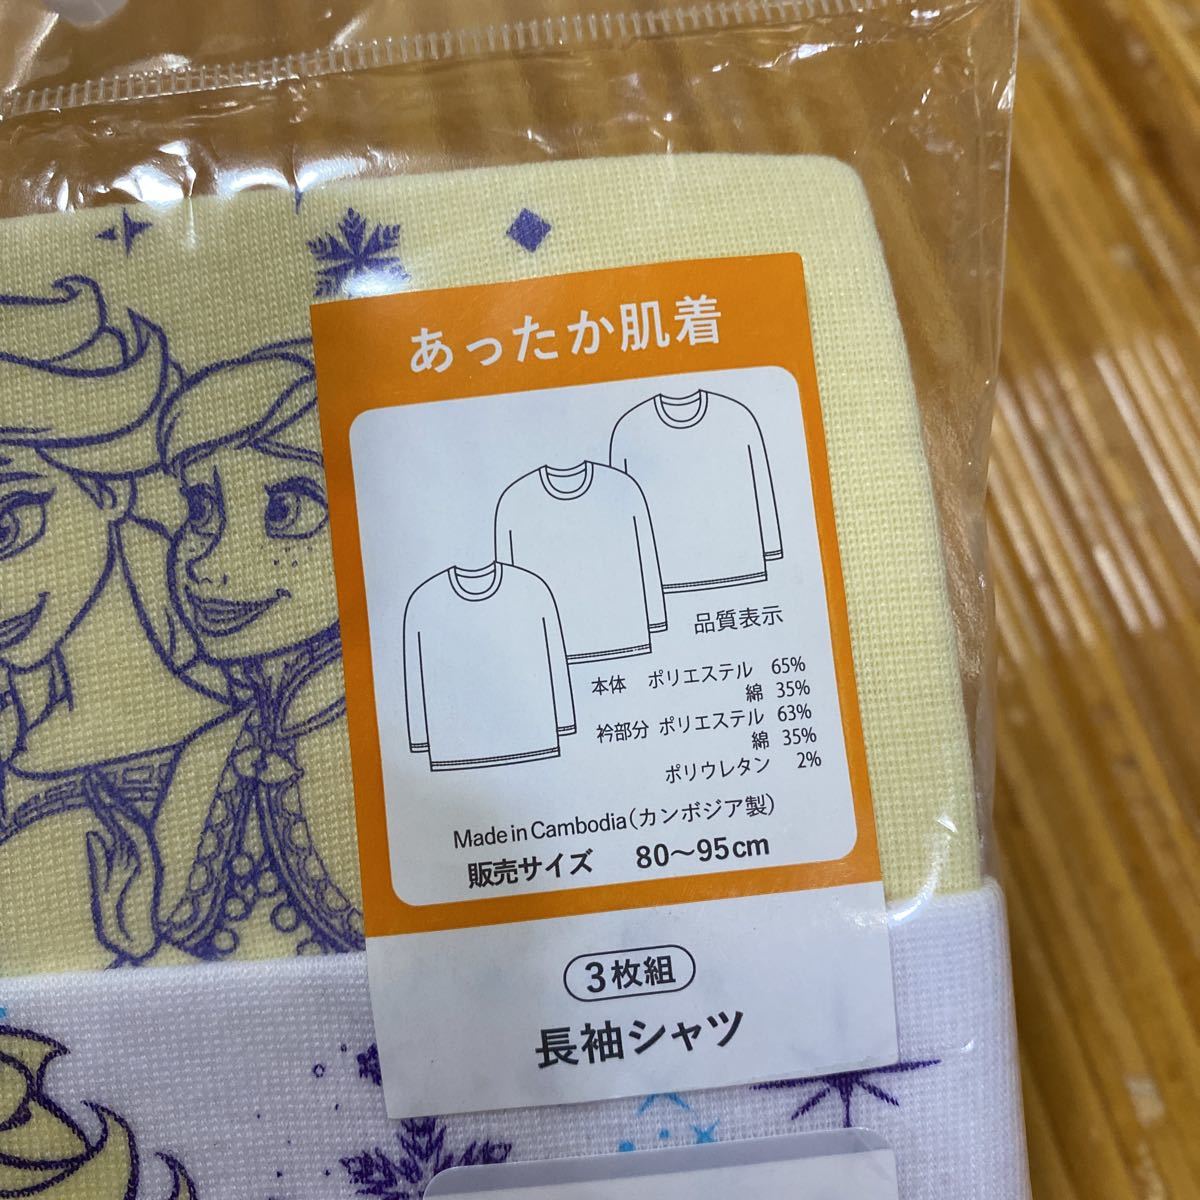 あったか肌着
品質表示
本体 ポリエステル 65%
綿 35%
衿部分 ポリエステル 63%
綿 35%
ポリウレタン 2%
Made in Cambodia(カンボジア製)
販売サイズ 80〜95cm
3枚組
長袖シャツ